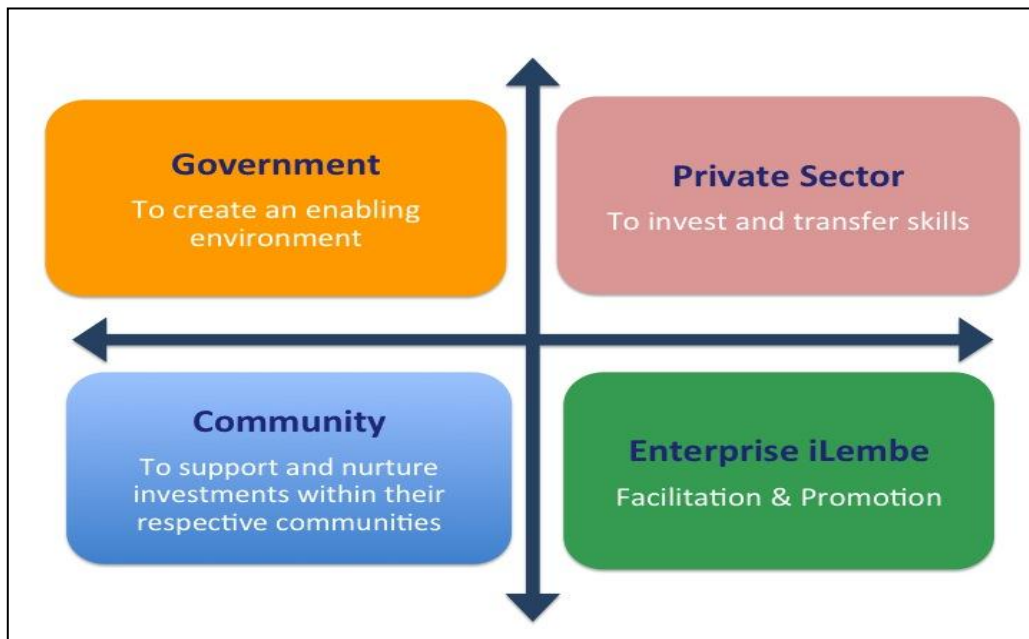 Government
To create an enabling
environment
Private Sector
To invest and transfer skills
Community
To support and nurture
investments within their
respective communities
Enterprise iLembe
Facilitation & Promotion